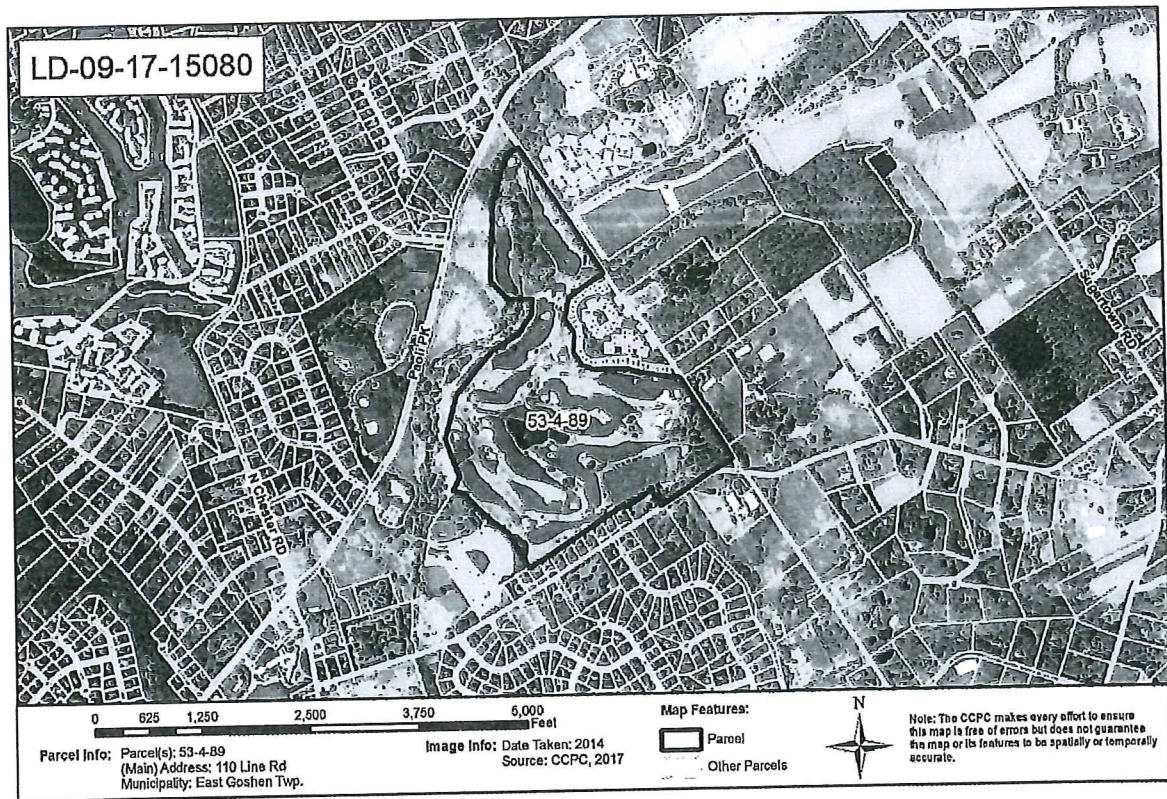 LD-09-17-15080
Paoli PK
N Chester RD
53-4-89
0 625 1,250 2,500 3,750 5,000
Feet
Parcel Info: Parcel(s): 53-4-89
(Main) Address: 110 Line Rd
Municipality: East Goshen Twp.
Image Info: Date Taken: 2014
Source: CCPC, 2017
Map Features:
Parcel
Other Parcels
N
Note: The CCPC makes every effort to ensure
this map is free of errors but does not guarantee
the map or its features to be spatially or temporally
accurate.